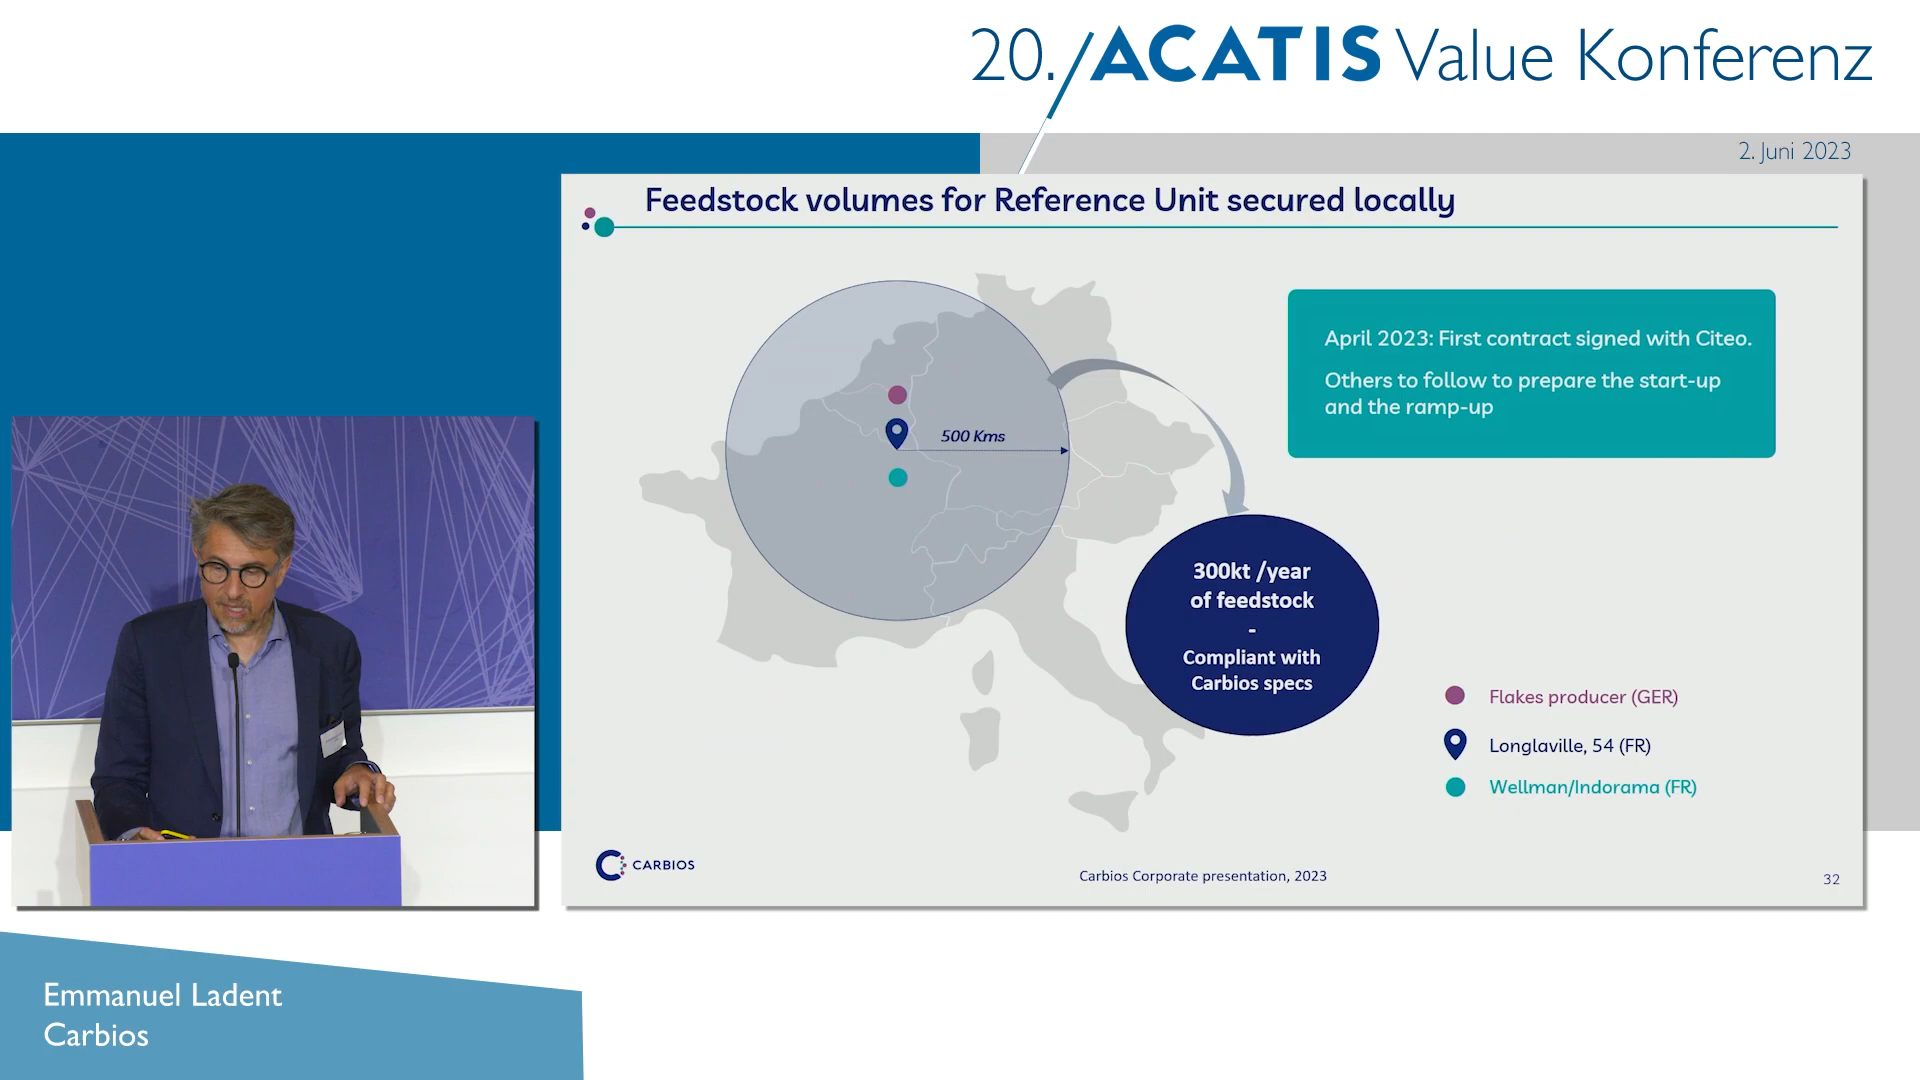 20. ACATIS Value Konferenz
2. Juni 2023
Feedstock volumes for Reference Unit secured locally
April 2023: First contract signed with Citeo.
Others to follow to prepare the start-up
and the ramp-up
500 Kms
300kt /year
of feedstock
-
Compliant with
Carbios specs
Flakes producer (GER)
Longlaville, 54 (FR)
Wellman/Indorama (FR)
CARBIOS
Carbios Corporate presentation, 2023
32
Emmanuel Ladent
Carbios